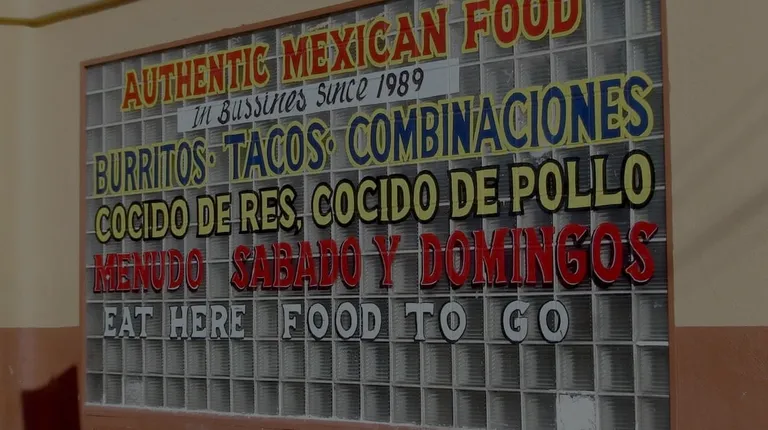 AUTHENTIC MEXICAN FOOD
in Bussines Since 1989
BURRITOS · TACOS · COMBINACIONES
COCIDO DE RES, COCIDO DE POLLO
MENUDO SABADO Y DOMINGOS
EAT HERE FOOD TO GO